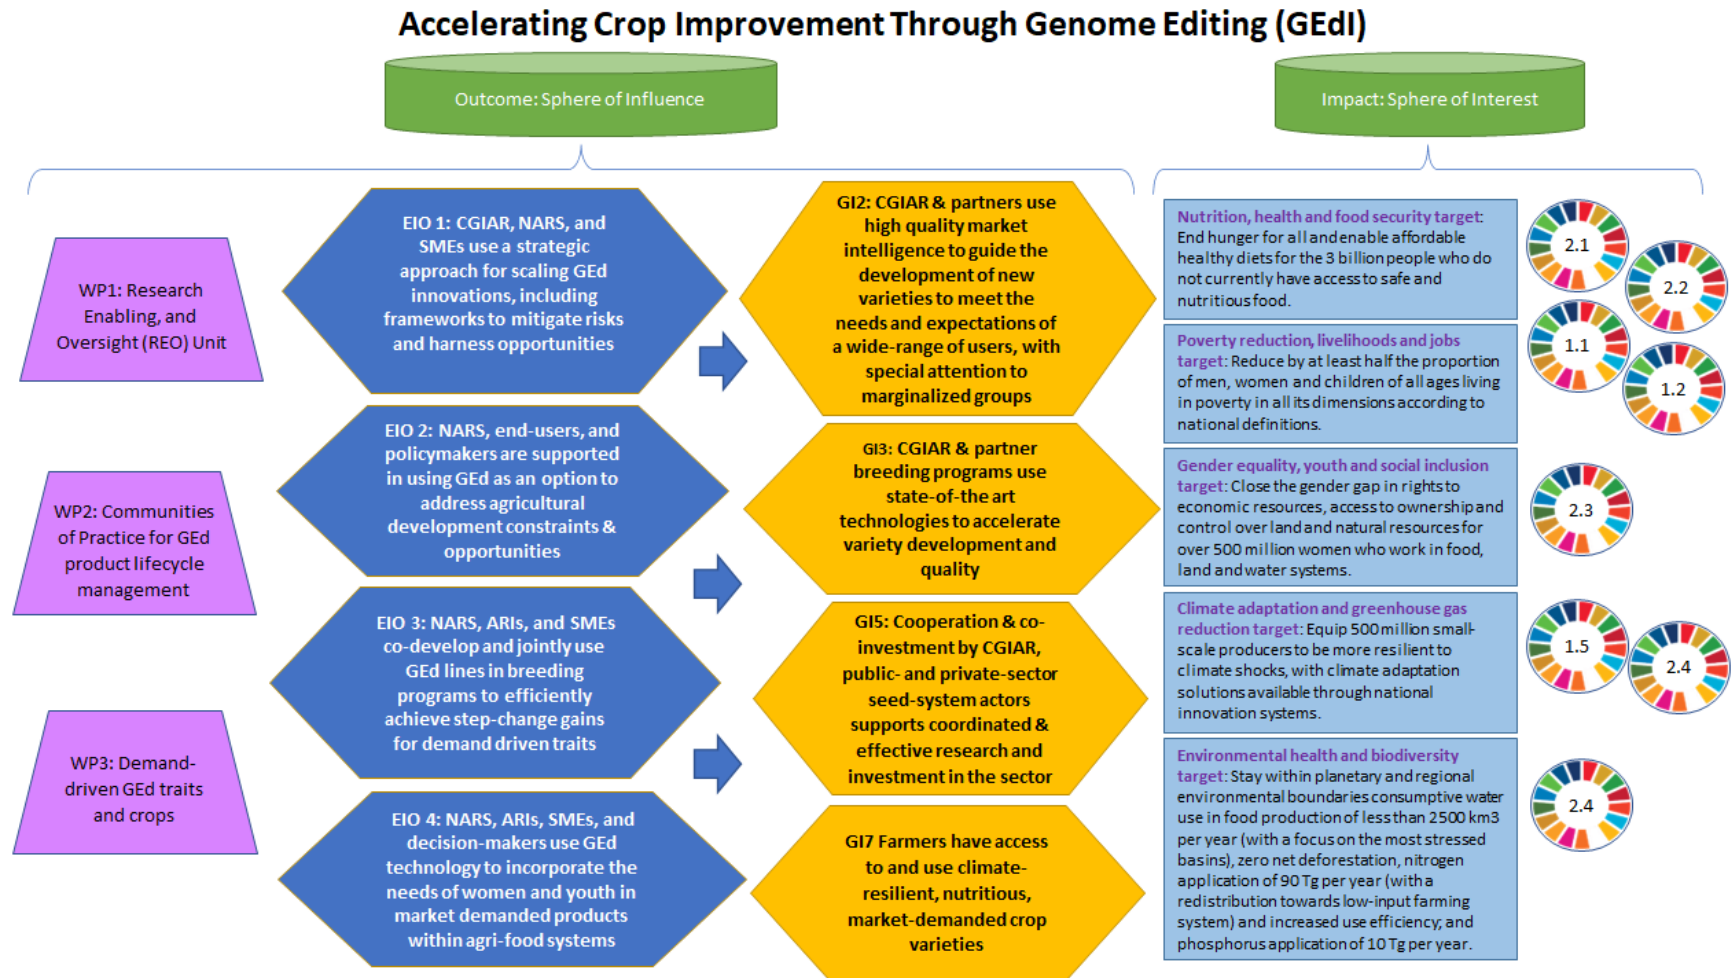 Accelerating Crop Improvement Through Genome Editing (GEdI)
Outcome: Sphere of Influence
Impact: Sphere of Interest
WP1: Research
Enabling, and
Oversight (REO) Unit
WP2: Communities
of Practice for GEd
product lifecycle
management
WP3: Demand-
driven GEd traits
and crops
EIO 1: CGIAR, NARS, and
SMEs use a strategic
approach for scaling GEd
innovations, including
frameworks to mitigate risks
and harness opportunities
EIO 2: NARS, end-users, and
policymakers are supported
in using GEd as an option to
address agricultural
development constraints &
opportunities
EIO 3: NARS, ARIs, and SMEs
co-develop and jointly use
GEd lines in breeding
programs to efficiently
achieve step-change gains
for demand driven traits
EIO 4: NARS, ARIs, SMEs, and
decision-makers use GEd
technology to incorporate the
needs of women and youth in
market demanded products
within agri-food systems
GI2: CGIAR & partners use
high quality market
intelligence to guide the
development of new
varieties to meet the
needs and expectations of
a wide-range of users, with
special attention to
marginalized groups
GI3: CGIAR & partner
breeding programs use
state-of-the art
technologies to accelerate
variety development and
quality
GI5: Cooperation & co-
investment by CGIAR,
public- and private-sector
seed-system actors
supports coordinated &
effective research and
investment in the sector
GI7 Farmers have access
to and use climate-
resilient, nutritious,
market-demanded crop
varieties
Nutrition, health and food security target:
End hunger for all and enable affordable
healthy diets for the 3 billion people who do
not currently have access to safe and
nutritious food.
2.1
2.2
Poverty reduction, livelihoods and jobs
target: Reduce by at least half the proportion
of men, women and children of all ages living
in poverty in all its dimensions according to
national definitions.
1.1
1.2
Gender equality, youth and social inclusion
target: Close the gender gap in rights to
economic resources, access to ownership and
control over land and natural resources for
over 500 million women who work in food,
land and water systems.
2.3
Climate adaptation and greenhouse gas
reduction target: Equip 500 million small-
scale producers to be more resilient to
climate shocks, with climate adaptation
solutions available through national
innovation systems.
1.5
2.4
Environmental health and biodiversity
target: Stay within planetary and regional
environmental boundaries consumptive water
use in food production of less than 2500 km3
per year (with a focus on the most stressed
basins), zero net deforestation, nitrogen
application of 90 Tg per year (with a
redistribution towards low-input farming
system) and increased use efficiency; and
phosphorus application of 10 Tg per year.
2.4